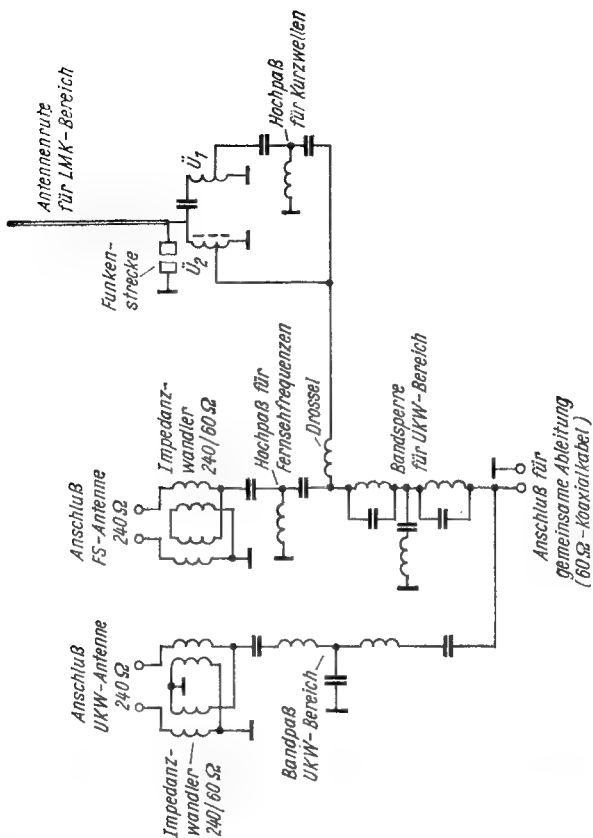 Anschluß
UKW-Antenne
240 Ω
Impedanz-
wandler
240/60 Ω
Bandpaß
UKW-Bereich
Anschluß
FS-Antenne
240 Ω
Impedanz-
wandler
240/60 Ω
Hochpaß für
Fernsehfrequenzen
Drossel
Bandsperre
für UKW-Bereich
Anschluß für
gemeinsame Ableitung
(60 Ω-Koaxialkabel)
Antennenrute
für LMK-Bereich
Funken-
strecke
Ü1
Ü2
Hochpaß
für Kurzwellen